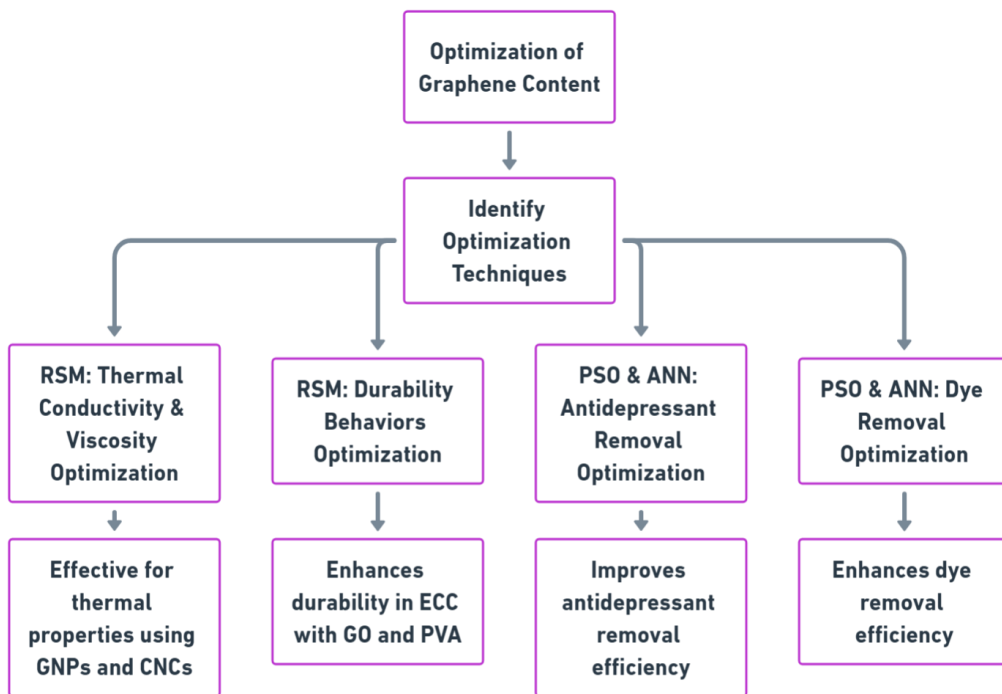 Optimization of
Graphene Content
Identify
Optimization
Techniques
RSM: Thermal
Conductivity &
Viscosity
Optimization
RSM: Durability
Behaviors
Optimization
PSO & ANN:
Antidepressant
Removal
Optimization
PSO & ANN: Dye
Removal
Optimization
Effective for
thermal
properties using
GNPs and CNCs
Enhances
durability in ECC
with GO and PVA
Improves
antidepressant
removal
efficiency
Enhances dye
removal
efficiency